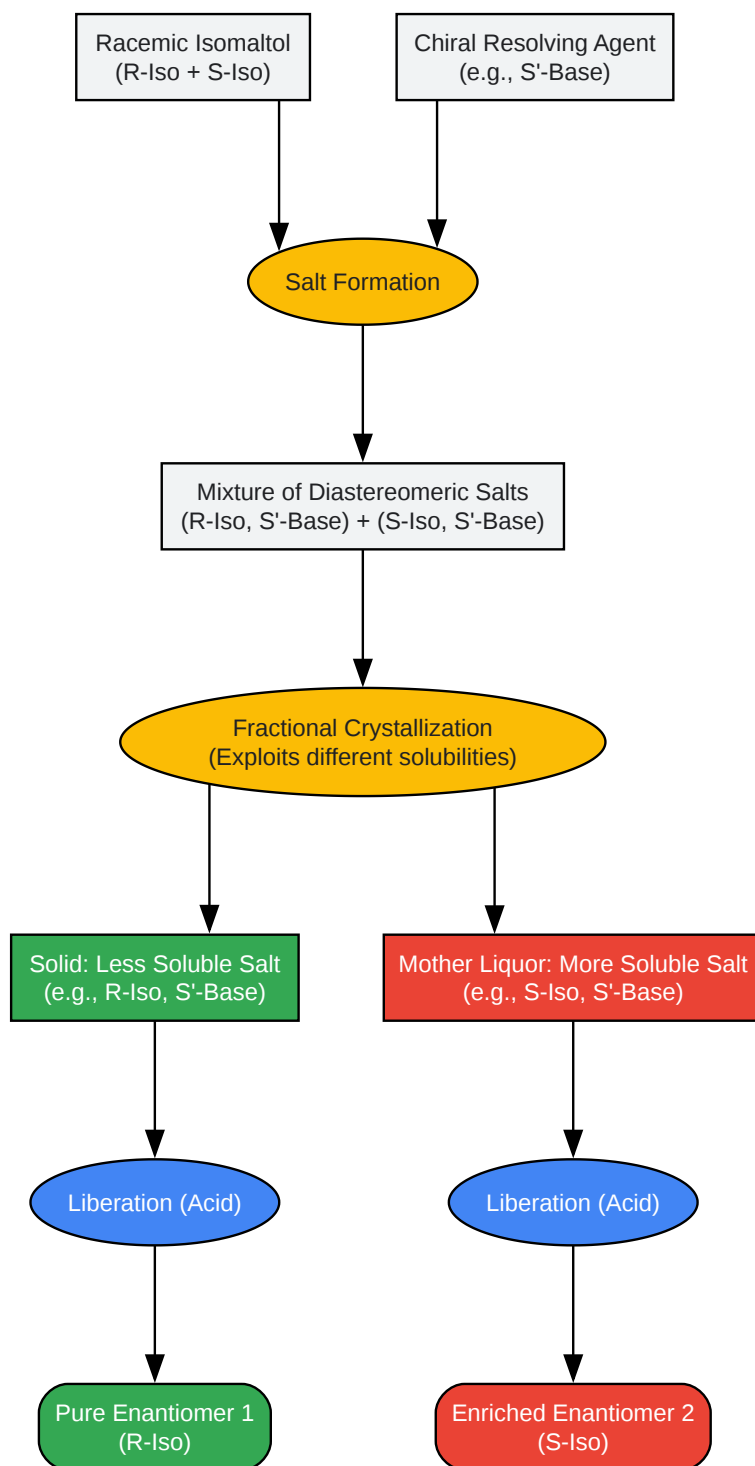 Racemic Isomaltol
(R-Iso + S-Iso)
Chiral Resolving Agent
(e.g., S'-Base)
Salt Formation
Mixture of Diastereomeric Salts
(R-Iso, S'-Base) + (S-Iso, S'-Base)
Fractional Crystallization
(Exploits different solubilities)
Solid: Less Soluble Salt
(e.g., R-Iso, S'-Base)
Mother Liquor: More Soluble Salt
(e.g., S-Iso, S'-Base)
Liberation (Acid)
Liberation (Acid)
Pure Enantiomer 1
(R-Iso)
Enriched Enantiomer 2
(S-Iso)